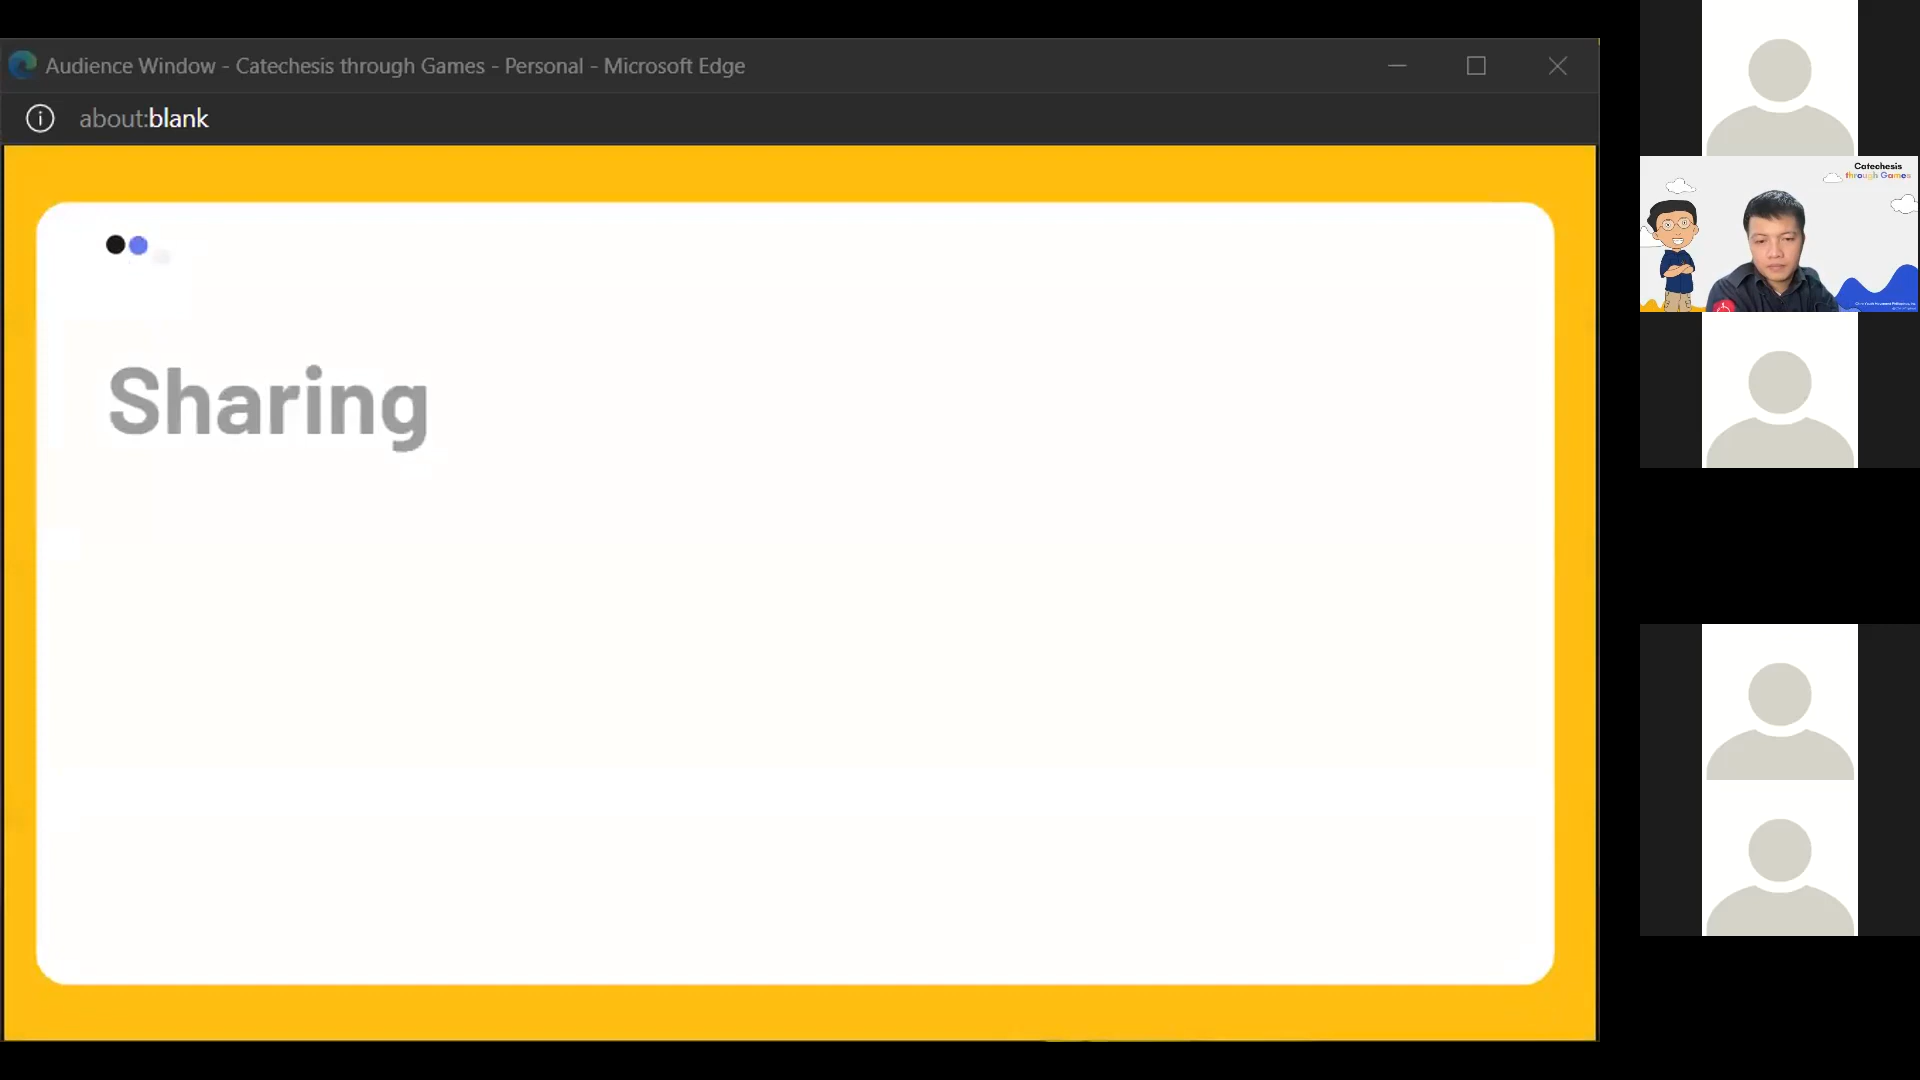 Audience Window - Catechesis through Games - Personal - Microsoft Edge
about:blank
Sharing
Catechesis
through Games